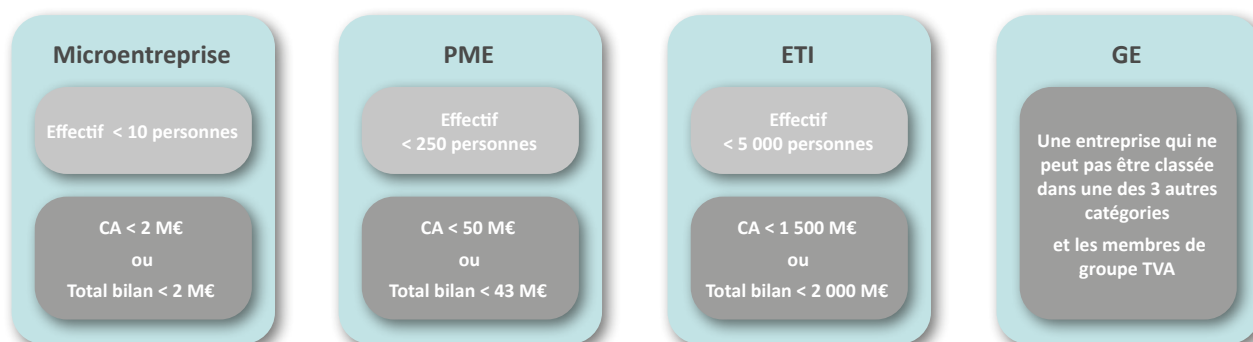 Microentreprise
Effectif < 10 personnes
CA < 2 M€
ou
Total bilan < 2 M€
PME
Effectif
< 250 personnes
CA < 50 M€
ou
Total bilan < 43 M€
ETI
Effectif
< 5 000 personnes
CA < 1 500 M€
ou
Total bilan < 2 000 M€
GE
Une entreprise qui ne
peut pas être classée
dans une des 3 autres
catégories
et les membres de
groupe TVA